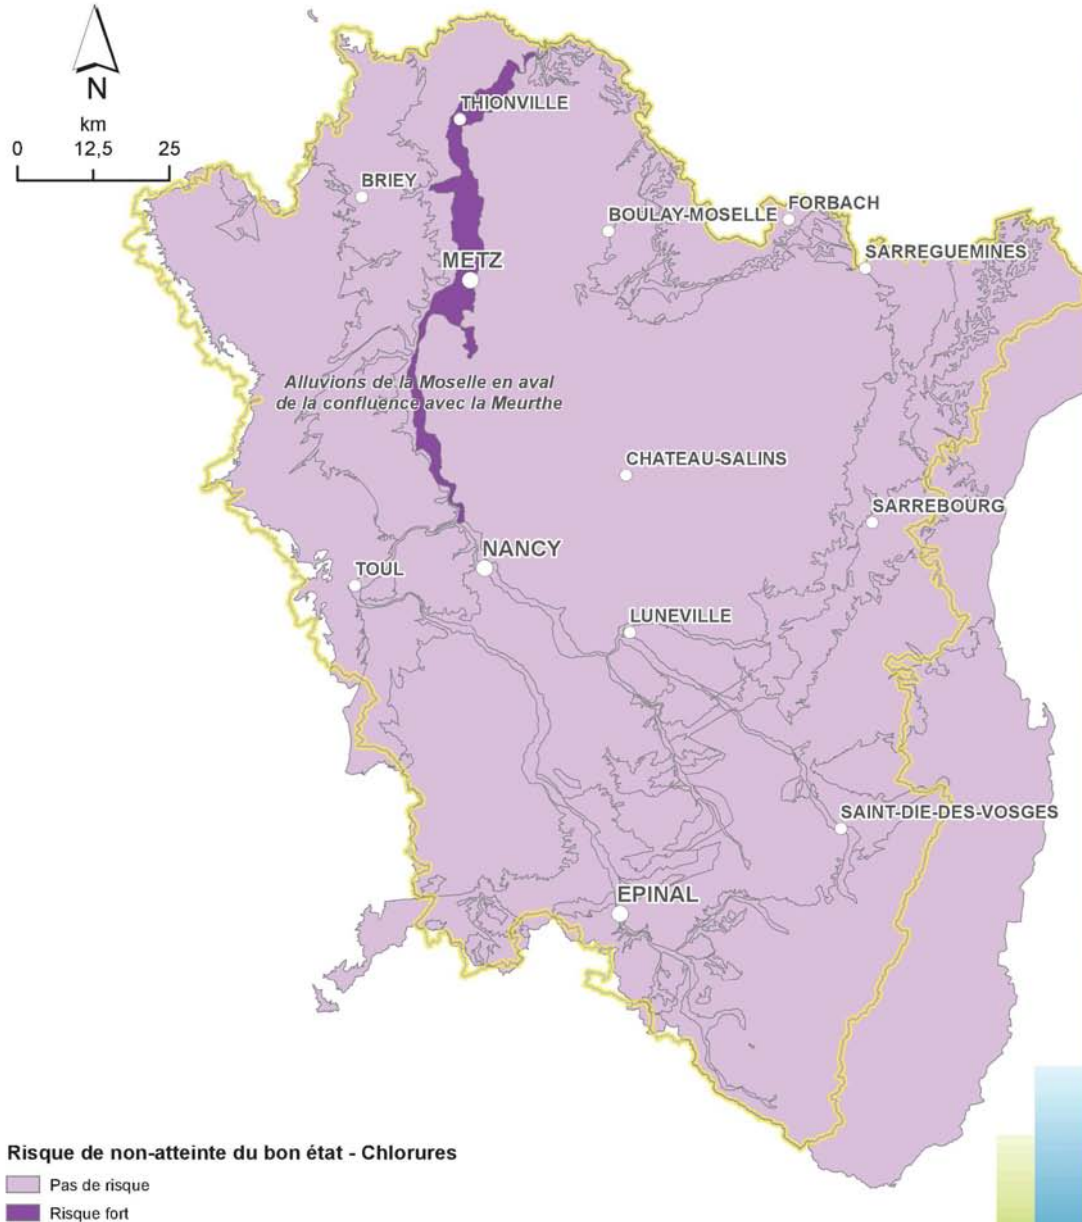 N
km
0 12,5 25
THIONVILLE
BRIEY
BOULAY-MOSELLE
FORBACH
SARREGUEMINES
METZ
Alluvions de la Moselle en aval
de la confluence avec la Meurthe
CHATEAU-SALINS
SARREBOURG
NANCY
TOUL
LUNEVILLE
SAINT-DIE-DES-VOSGES
EPINAL
Risque de non-atteinte du bon état - Chlorures
Pas de risque
Risque fort